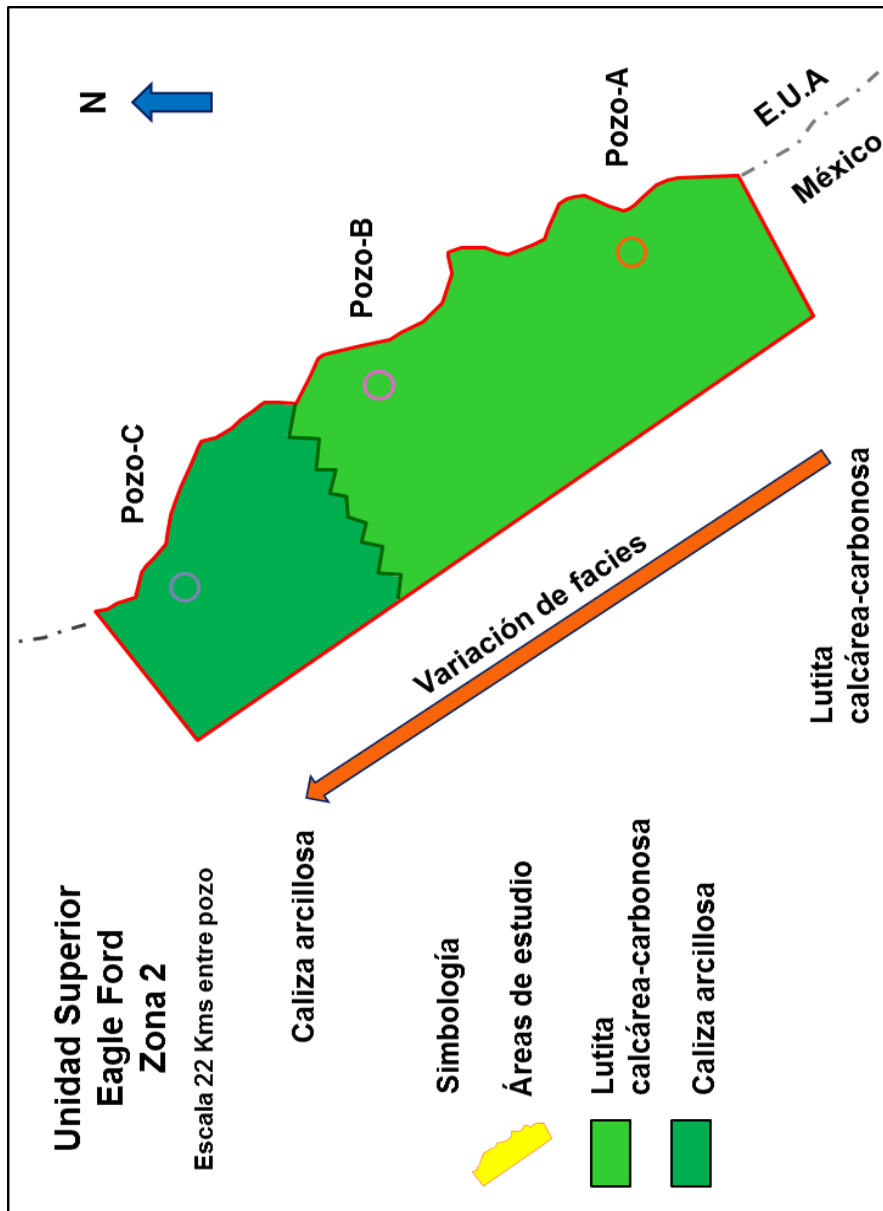 Unidad Superior
Eagle Ford
Zona 2
Escala 22 Kms entre pozo
Caliza arcillosa
Simbología
Áreas de estudio
Lutita
calcárea-carbonosa
Caliza arcillosa
Pozo-C
Pozo-B
Pozo-A
N
E.U.A
México
Variación de facies
Lutita
calcárea-carbonosa